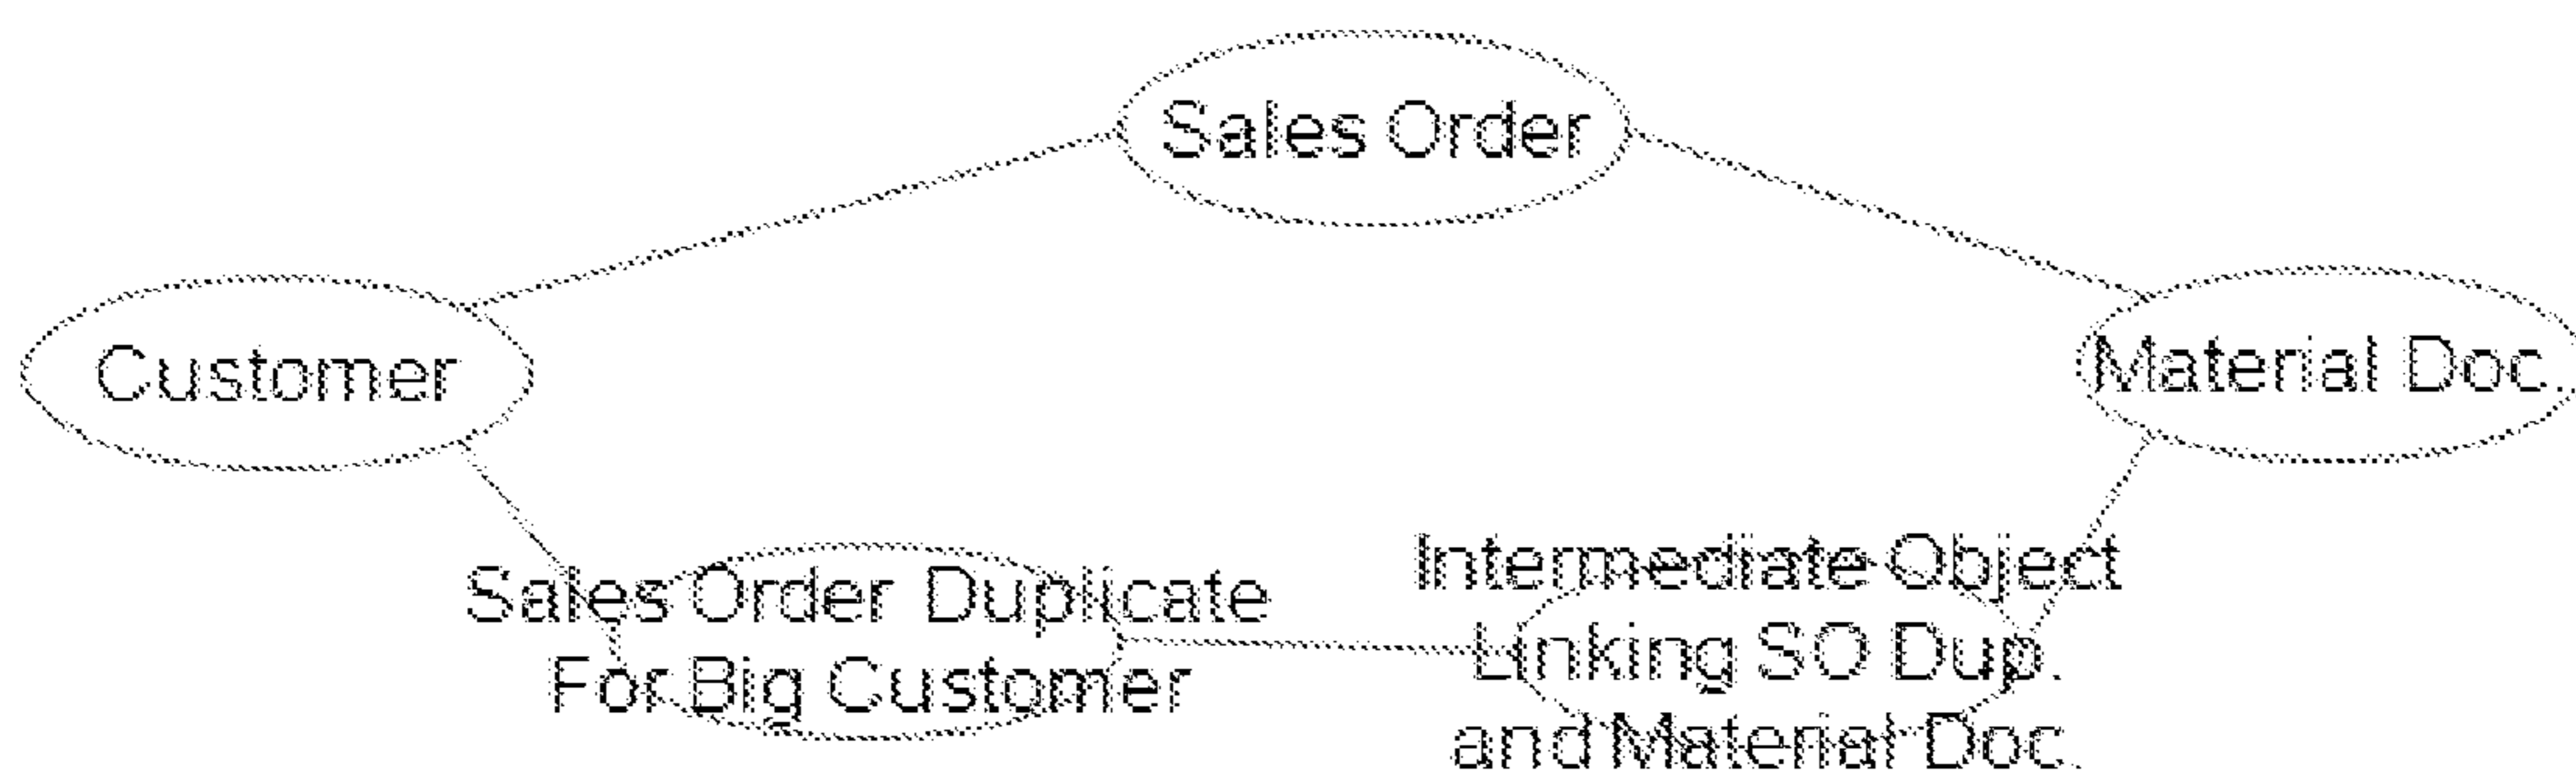 Sales Order
Customer
Material Doc.
Sales Order Duplicate
For Big Customer
Intermediate Object
Linking SO Dup.
and Material Doc.